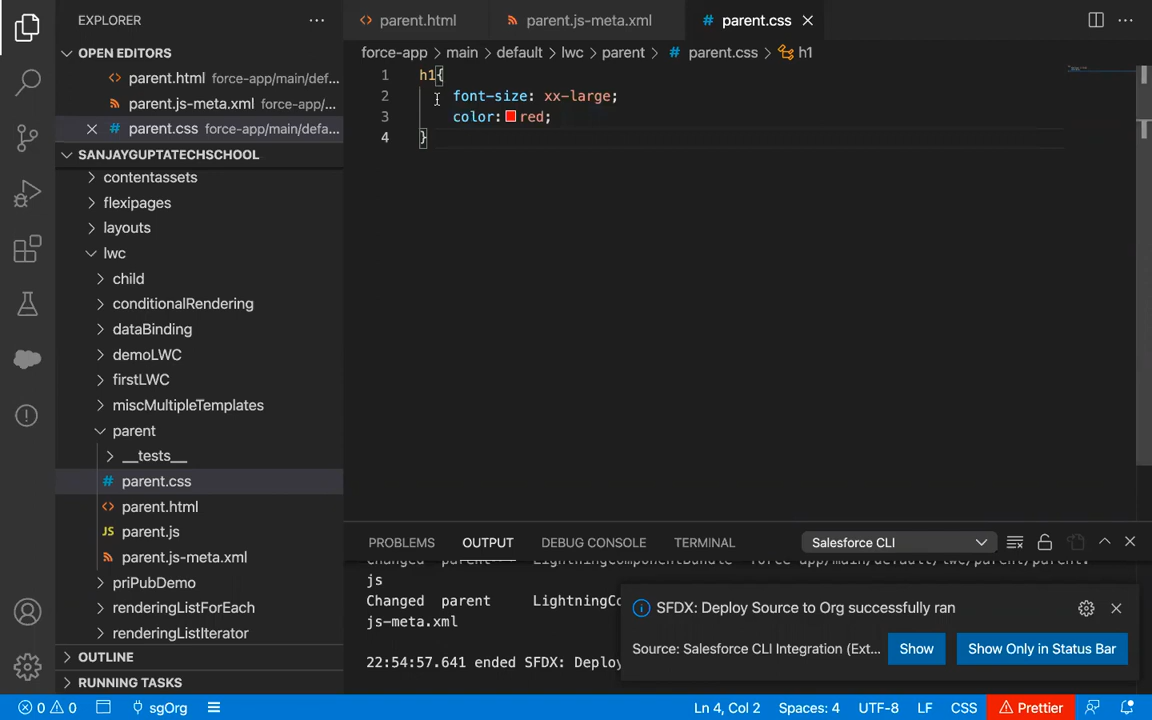 EXPLORER
parent.html
parent.js-meta.xml
parent.css
OPEN EDITORS
force-app > main > default > lwc > parent > # parent.css > h1
parent.html force-app/main/def...
parent.js-meta.xml force-app/...
parent.css force-app/main/defa...
SANJAYGUPTATECHSCHOOL
contentassets
flexipages
layouts
lwc
child
conditionalRendering
dataBinding
demoLWC
firstLWC
miscMultipleTemplates
parent
__tests__
# parent.css
parent.html
JS parent.js
parent.js-meta.xml
priPubDemo
renderingListForEach
renderingListIterator
OUTLINE
RUNNING TASKS
1 h1{
2 font-size: xx-large;
3 color: red;
4 }
PROBLEMS OUTPUT DEBUG CONSOLE TERMINAL Salesforce CLI
js
Changed parent LightningCo
js-meta.xml
22:54:57.641 ended SFDX: Deploy
SFDX: Deploy Source to Org successfully ran
Source: Salesforce CLI Integration (Ext...
Show
Show Only in Status Bar
0 0 sgOrg Ln 4, Col 2 Spaces: 4 UTF-8 LF CSS Prettier